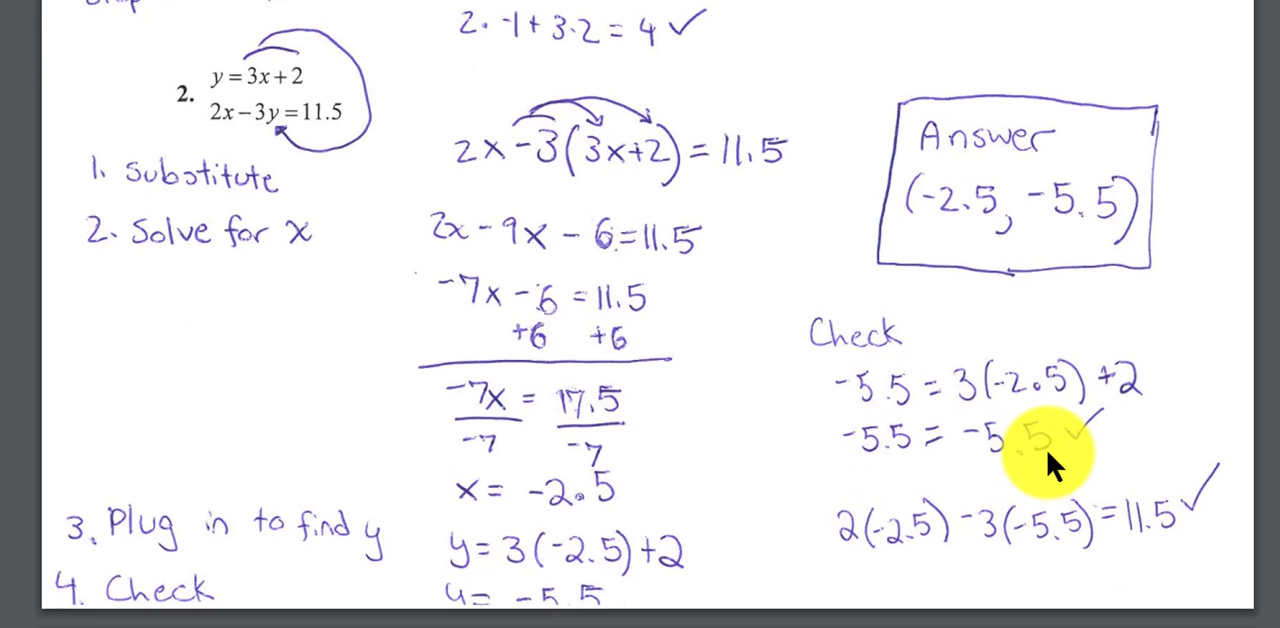 2. -1 + 3.2 = 4 ✓
2. y = 3x + 2
2x - 3y = 11.5
1. Substitute
2. Solve for x
2x - 3(3x+2) = 11.5
2x - 9x - 6 = 11.5
-7x - 6 = 11.5
+6 +6
-7x = 17.5
-7 -7
x = -2.5
3. Plug in to find y
y = 3(-2.5) + 2
4. Check
y = -5.5
Answer
(-2.5, -5.5)
Check
-5.5 = 3(-2.5) + 2
-5.5 = -5.5 ✓
2(-2.5) - 3(-5.5) = 11.5 ✓